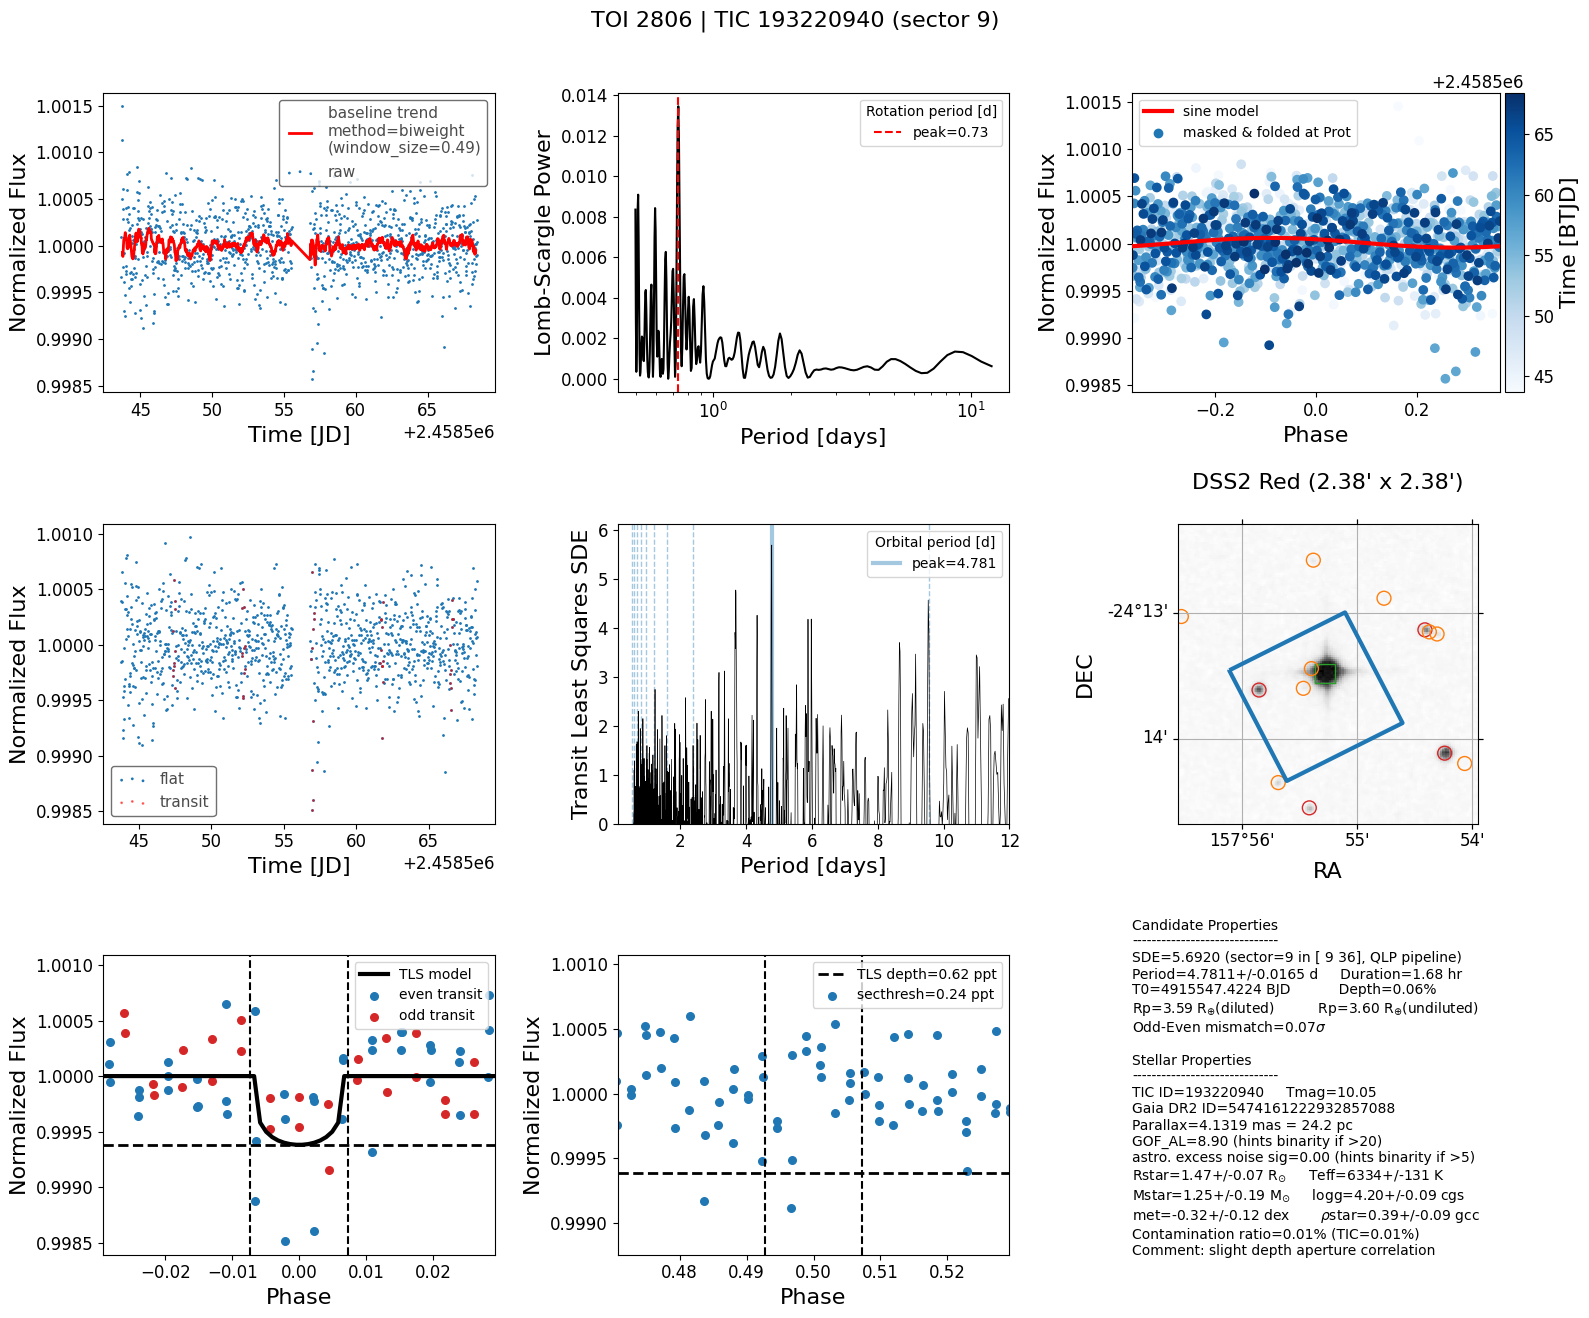 TOI 2806 | TIC 193220940 (sector 9)
1.0015
1.0010
1.0005
1.0000
0.9995
0.9990
0.9985
Normalized Flux
baseline trend
method=biweight
(window_size=0.49)
raw
45 50 55 60 65
Time [JD]
+2.4585e6
0.014
0.012
0.010
0.008
0.006
0.004
0.002
0.000
Lomb-Scargle Power
Rotation period [d]
peak=0.73
10⁰ 10¹
Period [days]
+2.4585e6
1.0015
1.0010
1.0005
1.0000
0.9995
0.9990
0.9985
Normalized Flux
sine model
masked & folded at Prot
−0.2 0.0 0.2
Phase
65
60
55
50
45
Time [BTJD]
1.0010
1.0005
1.0000
0.9995
0.9990
0.9985
Normalized Flux
flat
transit
45 50 55 60 65
Time [JD]
+2.4585e6
6
5
4
3
2
1
0
Transit Least Squares SDE
Orbital period [d]
peak=4.781
2 4 6 8 10 12
Period [days]
DSS2 Red (2.38' x 2.38')
-24°13'
14'
DEC
157°56' 55' 54'
RA
1.0010
1.0005
1.0000
0.9995
0.9990
0.9985
Normalized Flux
TLS model
even transit
odd transit
−0.02 −0.01 0.00 0.01 0.02
Phase
1.0010
1.0005
1.0000
0.9995
0.9990
Normalized Flux
TLS depth=0.62 ppt
secthresh=0.24 ppt
0.48 0.49 0.50 0.51 0.52
Phase
Candidate Properties
------------------------------
SDE=5.6920 (sector=9 in [ 9 36], QLP pipeline)
Period=4.7811+/-0.0165 d Duration=1.68 hr
T0=4915547.4224 BJD Depth=0.06%
Rp=3.59 R⊕(diluted) Rp=3.60 R⊕(undiluted)
Odd-Even mismatch=0.07σ
Stellar Properties
------------------------------
TIC ID=193220940 Tmag=10.05
Gaia DR2 ID=5474161222932857088
Parallax=4.1319 mas = 24.2 pc
GOF_AL=8.90 (hints binarity if >20)
astro. excess noise sig=0.00 (hints binarity if >5)
Rstar=1.47+/-0.07 R⊙ Teff=6334+/-131 K
Mstar=1.25+/-0.19 M⊙ logg=4.20+/-0.09 cgs
met=-0.32+/-0.12 dex ρstar=0.39+/-0.09 gcc
Contamination ratio=0.01% (TIC=0.01%)
Comment: slight depth aperture correlation